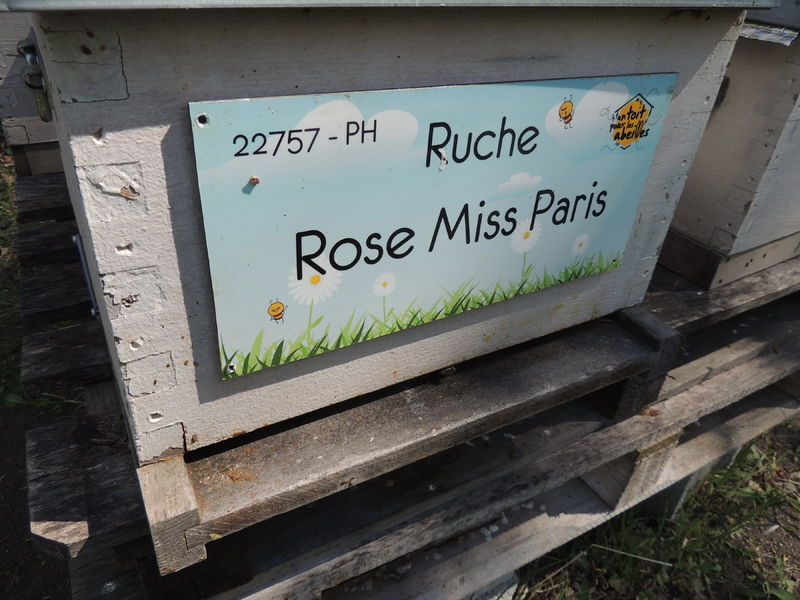 22757 - PH
Ruche
Rose Miss Paris
un toit
pour les
abeilles